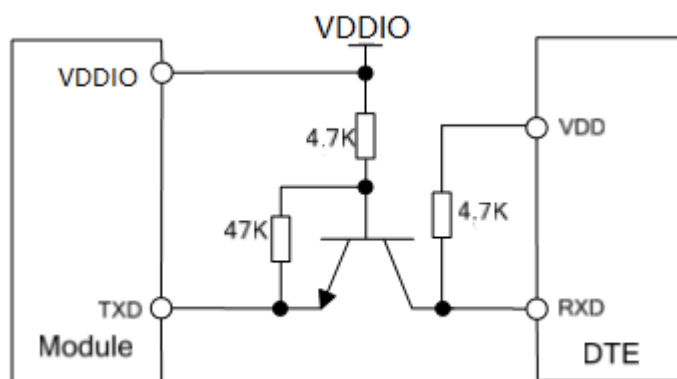 VDDIO
VDDIO
4.7K
VDD
47K
4.7K
TXD
RXD
Module
DTE